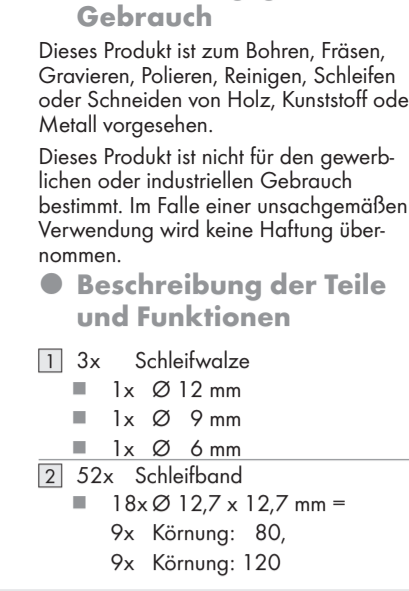 Gebrauch
Dieses Produkt ist zum Bohren, Fräsen,
Gravieren, Polieren, Reinigen, Schleifen
oder Schneiden von Holz, Kunststoff ode
Metall vorgesehen.
Dieses Produkt ist nicht für den gewerb-
lichen oder industriellen Gebrauch
bestimmt. Im Falle einer unsachgemäßen
Verwendung wird keine Haftung über-
nommen.
● Beschreibung der Teile
und Funktionen
1 3x Schleifwalze
■ 1x Ø 12 mm
■ 1x Ø 9 mm
■ 1x Ø 6 mm
2 52x Schleifband
■ 18x Ø 12,7 x 12,7 mm =
9x Körnung: 80,
9x Körnung: 120